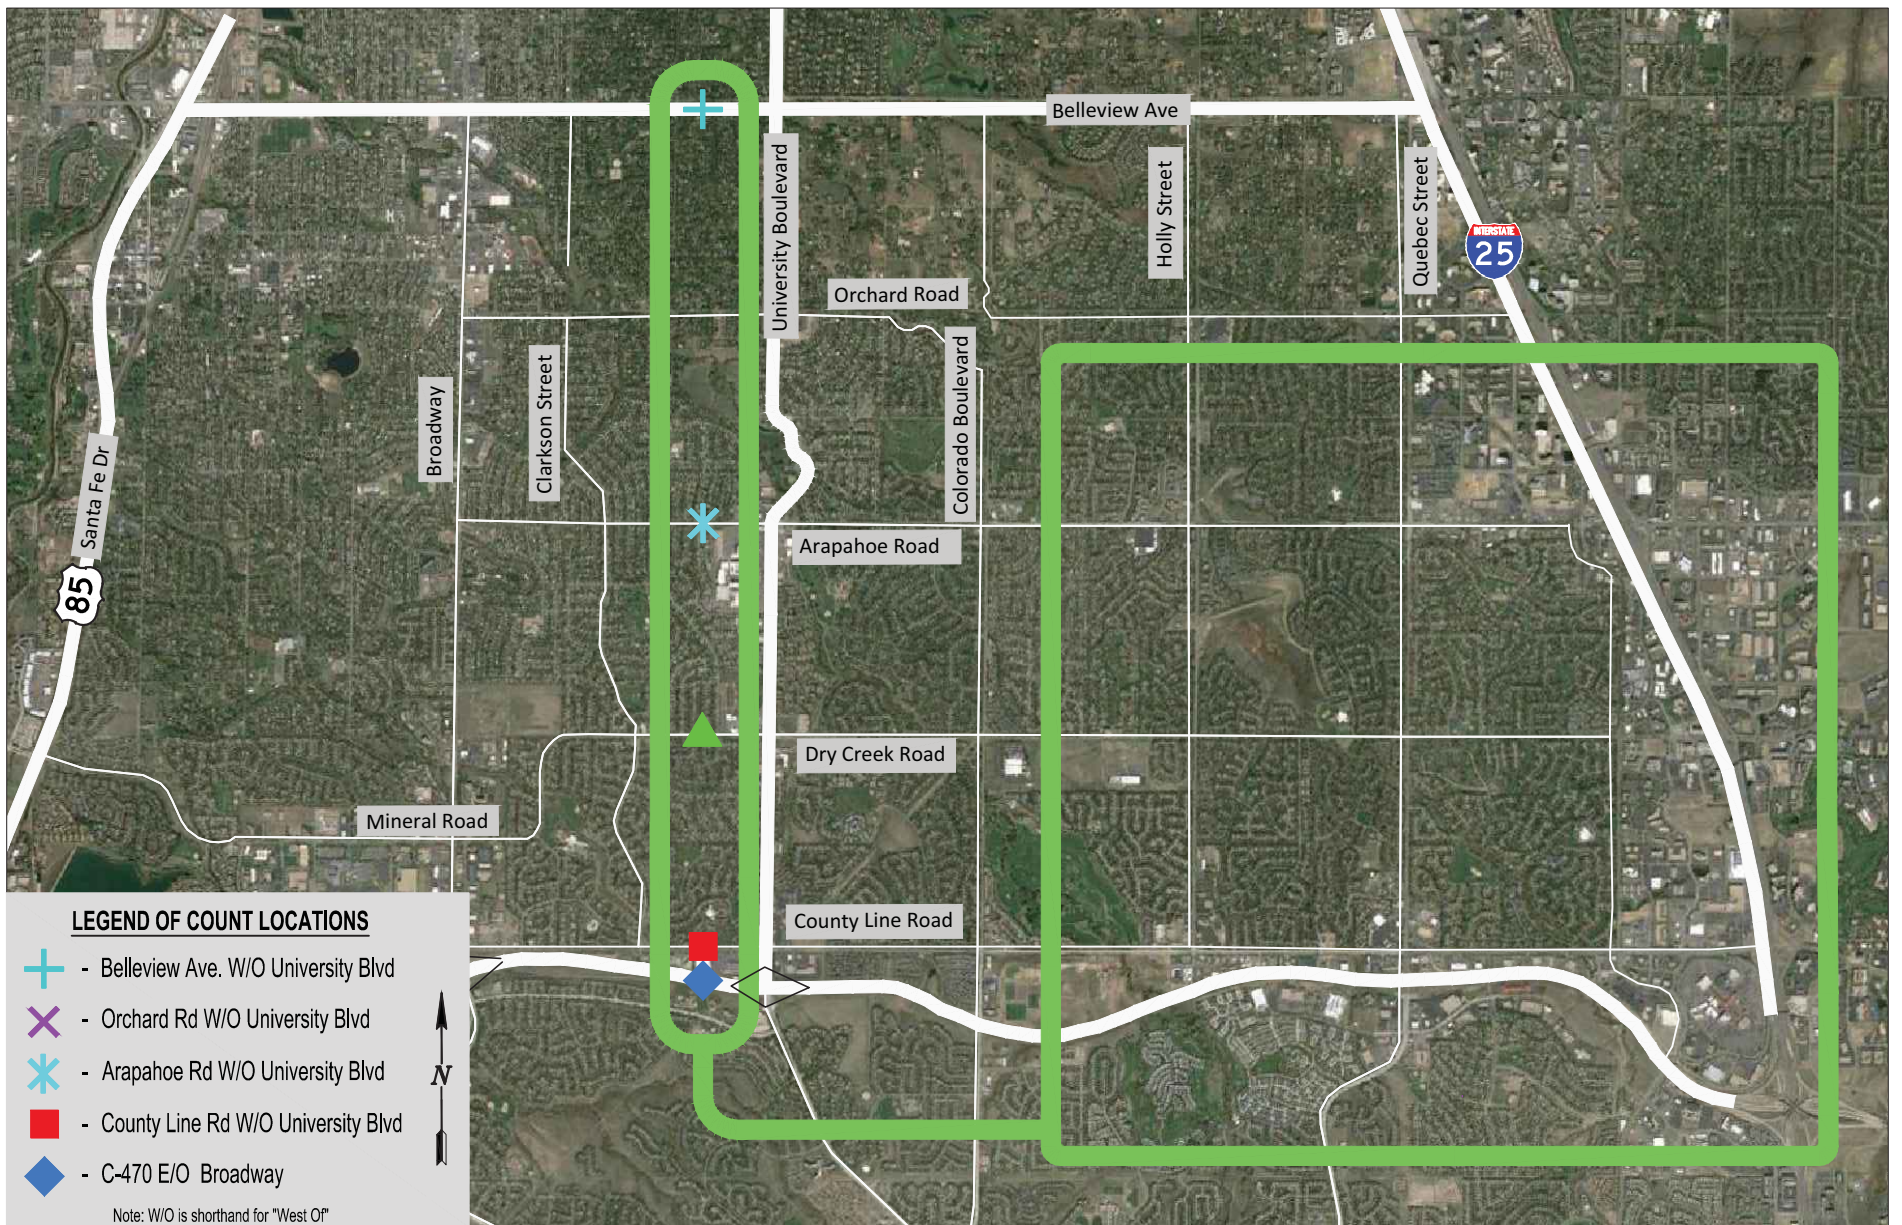 Belleview Ave
University Boulevard
Holly Street
Quebec Street
INTERSTATE
25
Orchard Road
Broadway
Clarkson Street
Colorado Boulevard
Santa Fe Dr
Arapahoe Road
85
Dry Creek Road
Mineral Road
County Line Road
LEGEND OF COUNT LOCATIONS
- Belleview Ave. W/O University Blvd
- Orchard Rd W/O University Blvd
- Arapahoe Rd W/O University Blvd
- County Line Rd W/O University Blvd
- C-470 E/O Broadway
Note: W/O is shorthand for "West Of"
N